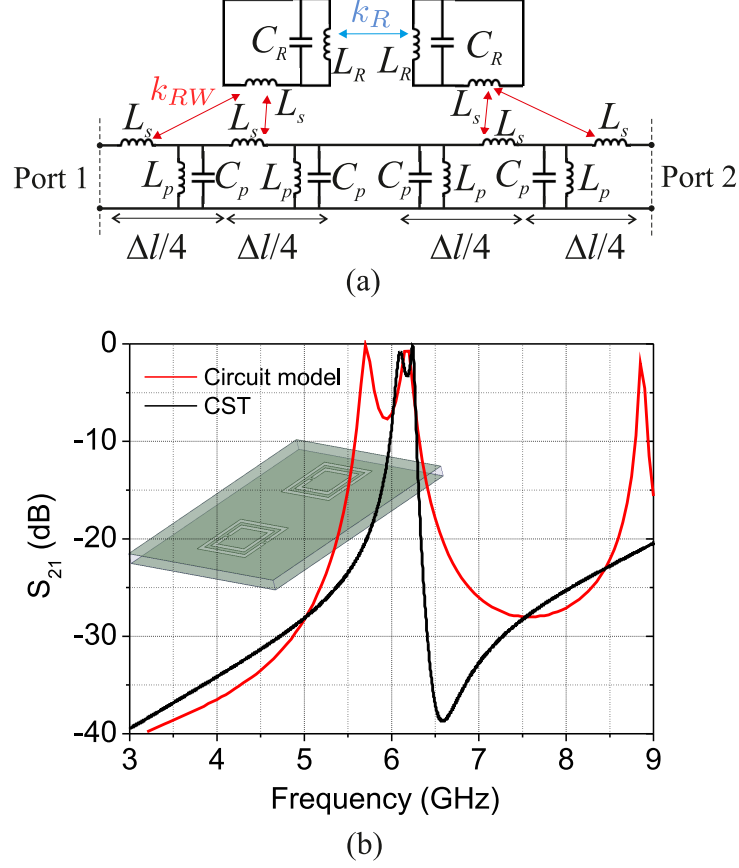 k_R
C_R L_R L_R C_R
k_RW L_s L_s
L_s L_s L_s L_s
Port 1 L_p C_p L_p C_p C_p L_p C_p L_p Port 2
Δl/4 Δl/4 Δl/4 Δl/4
(a)
0
Circuit model
CST
-10
-20
-30
-40
S_21 (dB)
3 4 5 6 7 8 9
Frequency (GHz)
(b)